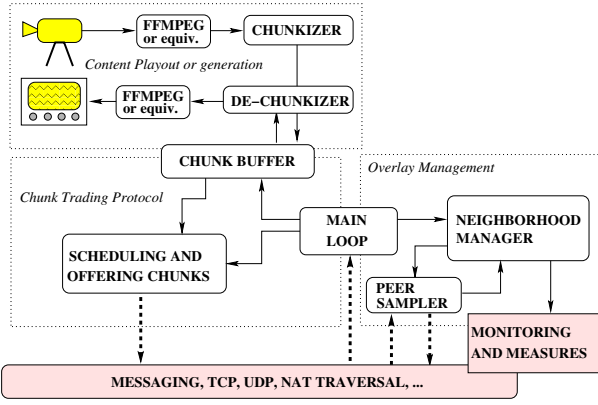 FFMPEG
or equiv.
CHUNKIZER
Content Playout or generation
FFMPEG
or equiv.
DE−CHUNKIZER
CHUNK BUFFER
Overlay Management
Chunk Trading Protocol
MAIN
LOOP
NEIGHBORHOOD
MANAGER
SCHEDULING AND
OFFERING CHUNKS
PEER
SAMPLER
MONITORING
AND MEASURES
MESSAGING, TCP, UDP, NAT TRAVERSAL, ...